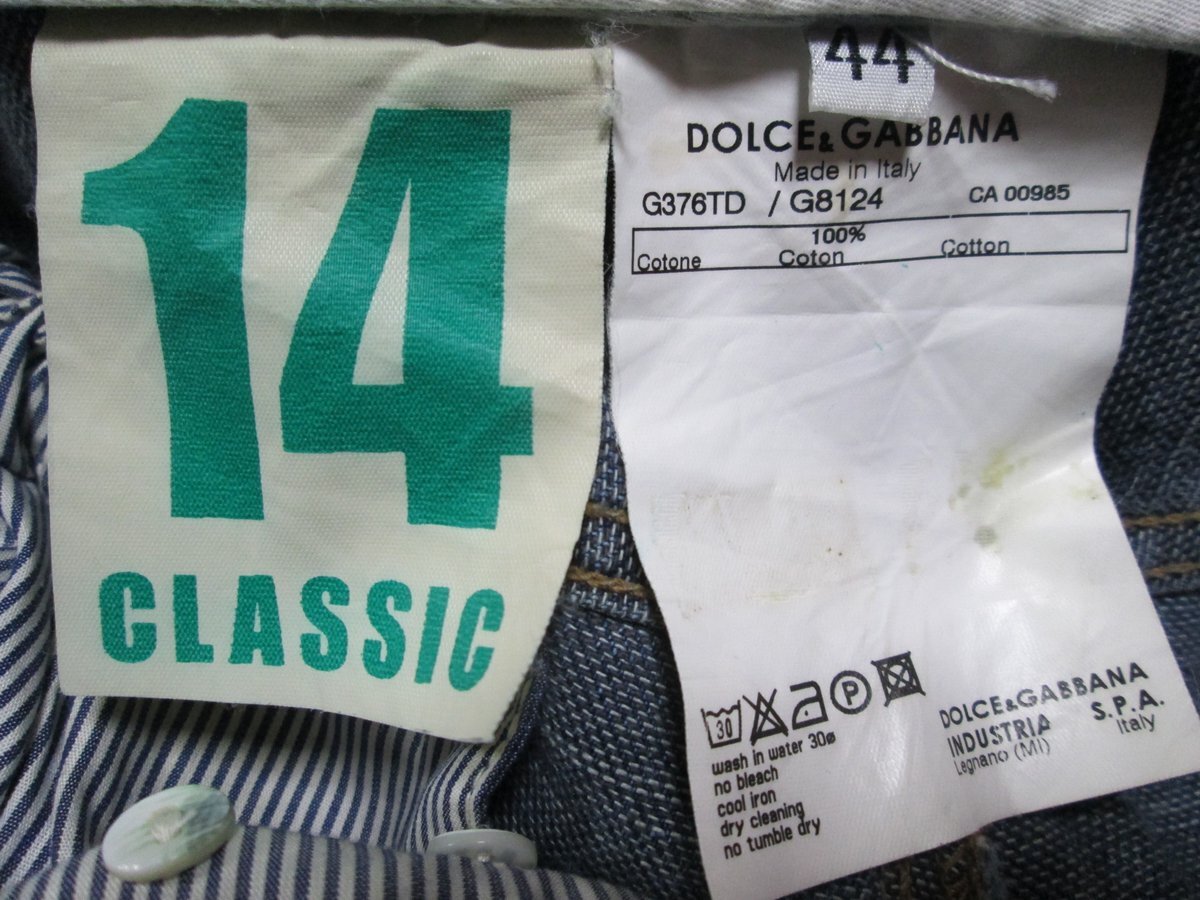 14
CLASSIC
44
DOLCE&GABBANA
Made in Italy
G376TD / G8124 CA 00985
100%
Cotone Coton Cotton
30 P
wash in water 30ø
no bleach
cool iron
dry cleaning
no tumble dry
DOLCE&GABBANA
INDUSTRIA S.P.A.
Legnano (MI) Italy